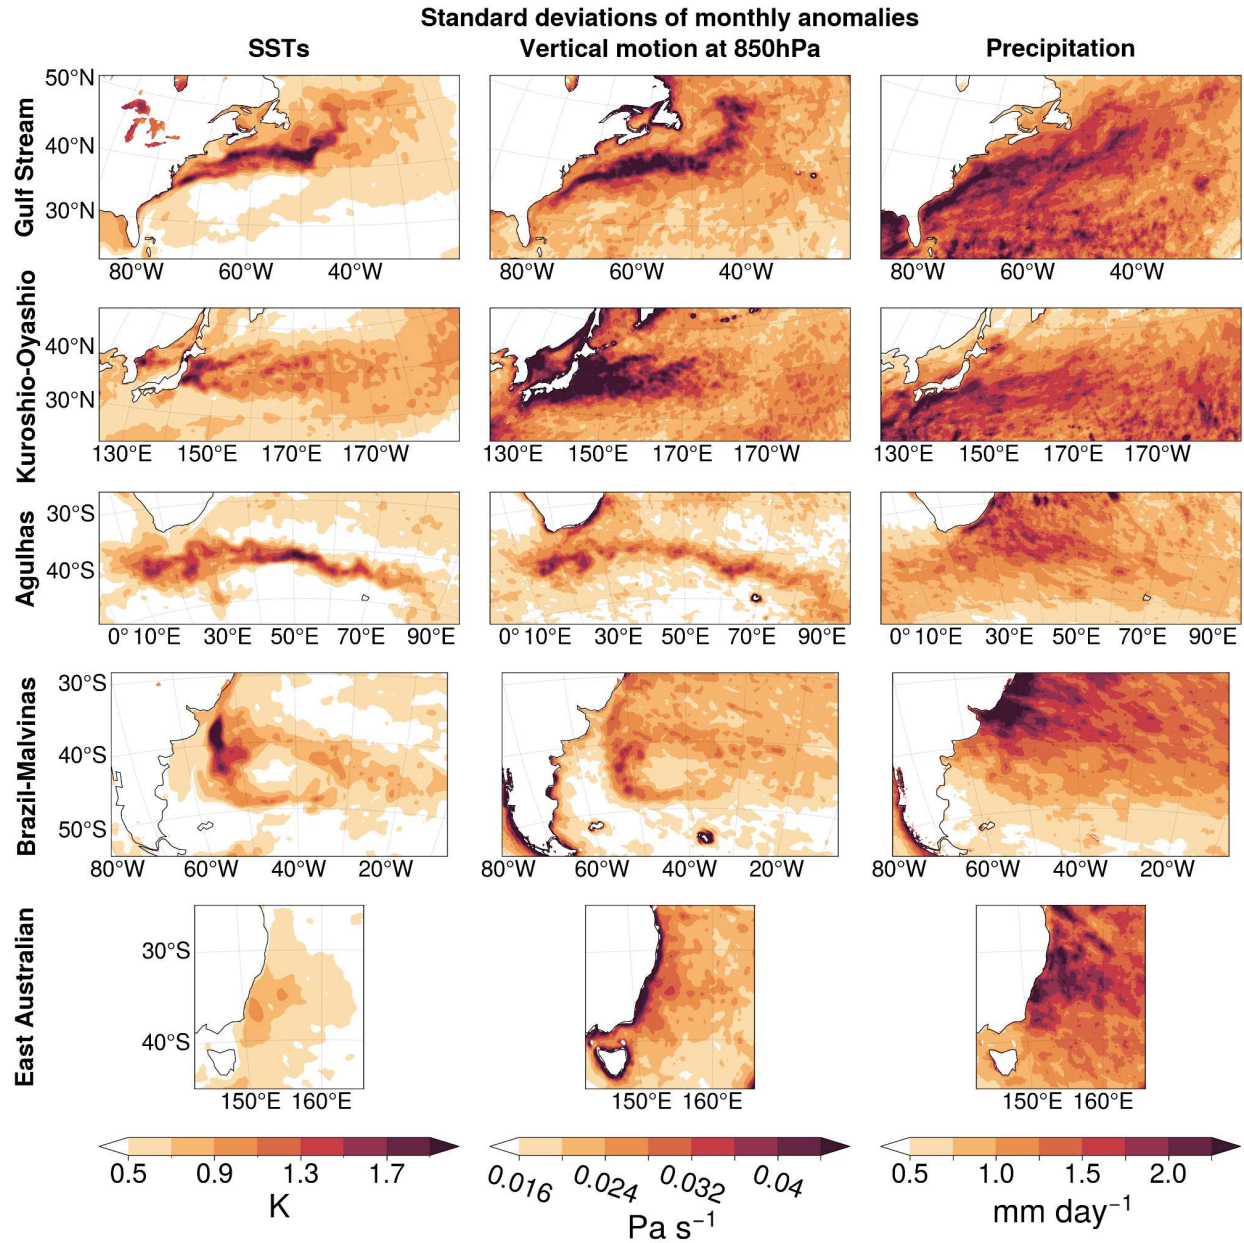 Standard deviations of monthly anomalies
SSTs
Vertical motion at 850hPa
Precipitation
Gulf Stream
50°N
40°N
30°N
80°W 60°W 40°W
80°W 60°W 40°W
80°W 60°W 40°W
Kuroshio-Oyashio
40°N
30°N
130°E 150°E 170°E 170°W
130°E 150°E 170°E 170°W
130°E 150°E 170°E 170°W
Agulhas
30°S
40°S
0° 10°E 30°E 50°E 70°E 90°E
0° 10°E 30°E 50°E 70°E 90°E
0° 10°E 30°E 50°E 70°E 90°E
Brazil-Malvinas
30°S
40°S
50°S
80°W 60°W 40°W 20°W
80°W 60°W 40°W 20°W
80°W 60°W 40°W 20°W
East Australian
30°S
40°S
150°E 160°E
150°E 160°E
150°E 160°E
0.5 0.9 1.3 1.7
K
0.016 0.024 0.032 0.04
Pa s⁻¹
0.5 1.0 1.5 2.0
mm day⁻¹